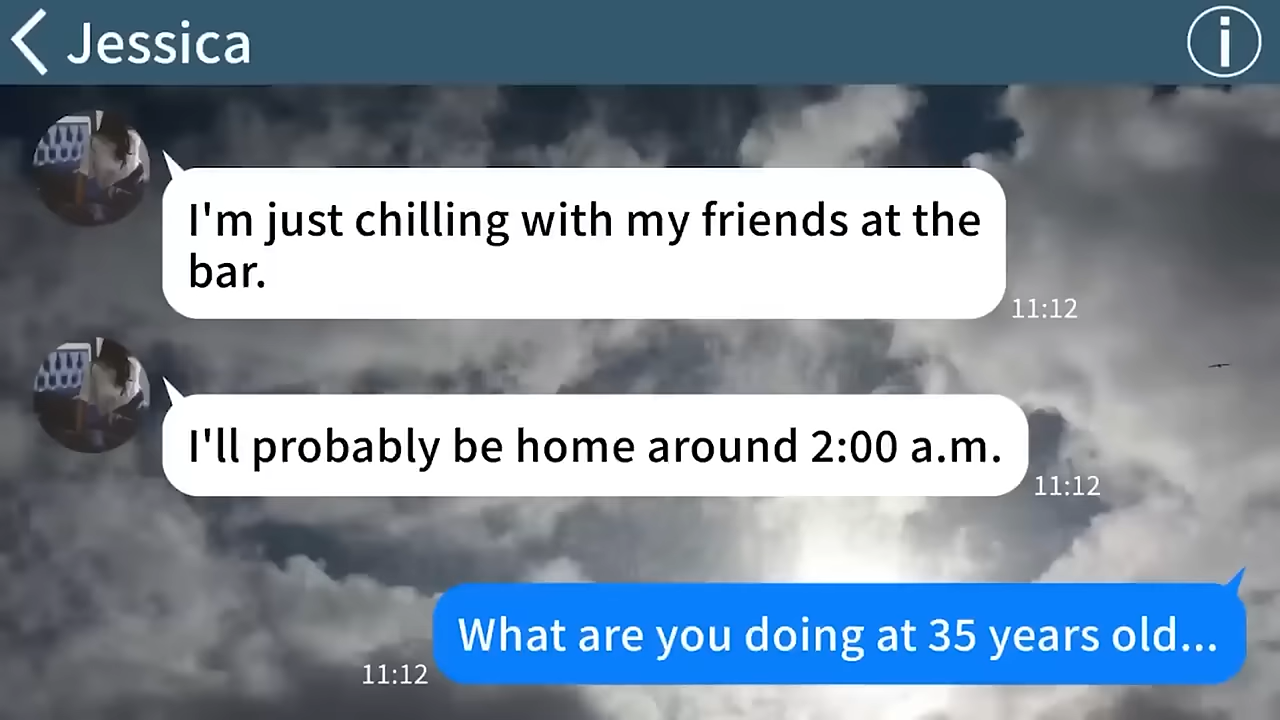 Jessica
I'm just chilling with my friends at the
bar.
11:12
I'll probably be home around 2:00 a.m.
11:12
What are you doing at 35 years old...
11:12